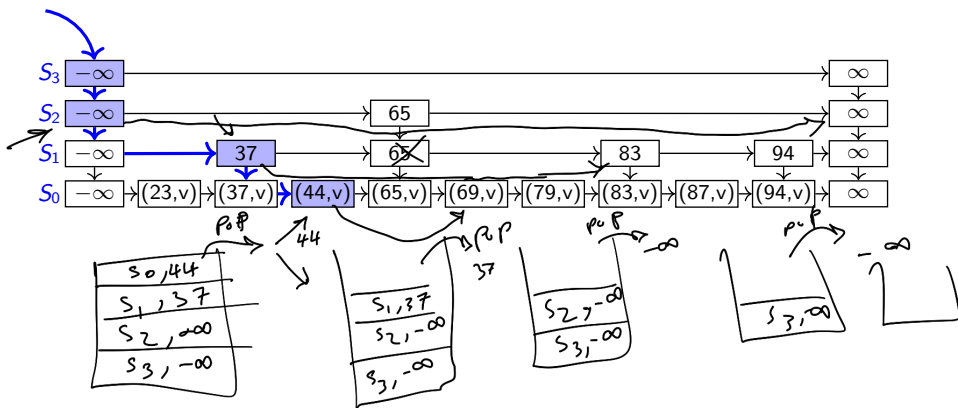 S3 −∞ ∞
S2 −∞ 65 ∞
S1 −∞ 37 65 83 94 ∞
S0 −∞ (23,v) (37,v) (44,v) (65,v) (69,v) (79,v) (83,v) (87,v) (94,v) ∞
pop 44 pop 37 pop -∞ pop -∞
S0, 44
S1, 37 S1, 37
S2, -∞ S2, -∞ S2, -∞
S3, -∞ S3, -∞ S3, -∞ S3, -∞